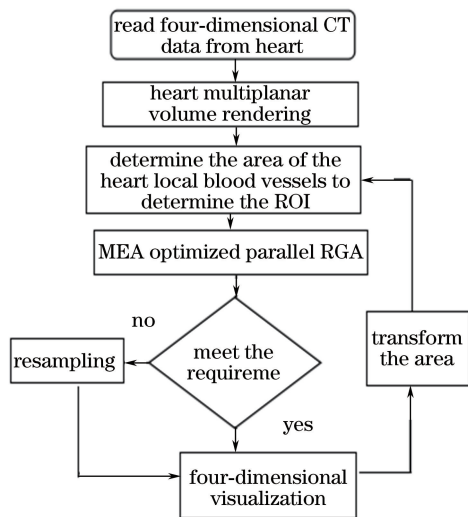 read four-dimensional CT
data from heart
heart multiplanar
volume rendering
determine the area of the
heart local blood vessels to
determine the ROI
MEA optimized parallel RGA
no
meet the
requireme
resampling
transform
the area
yes
four-dimensional
visualization